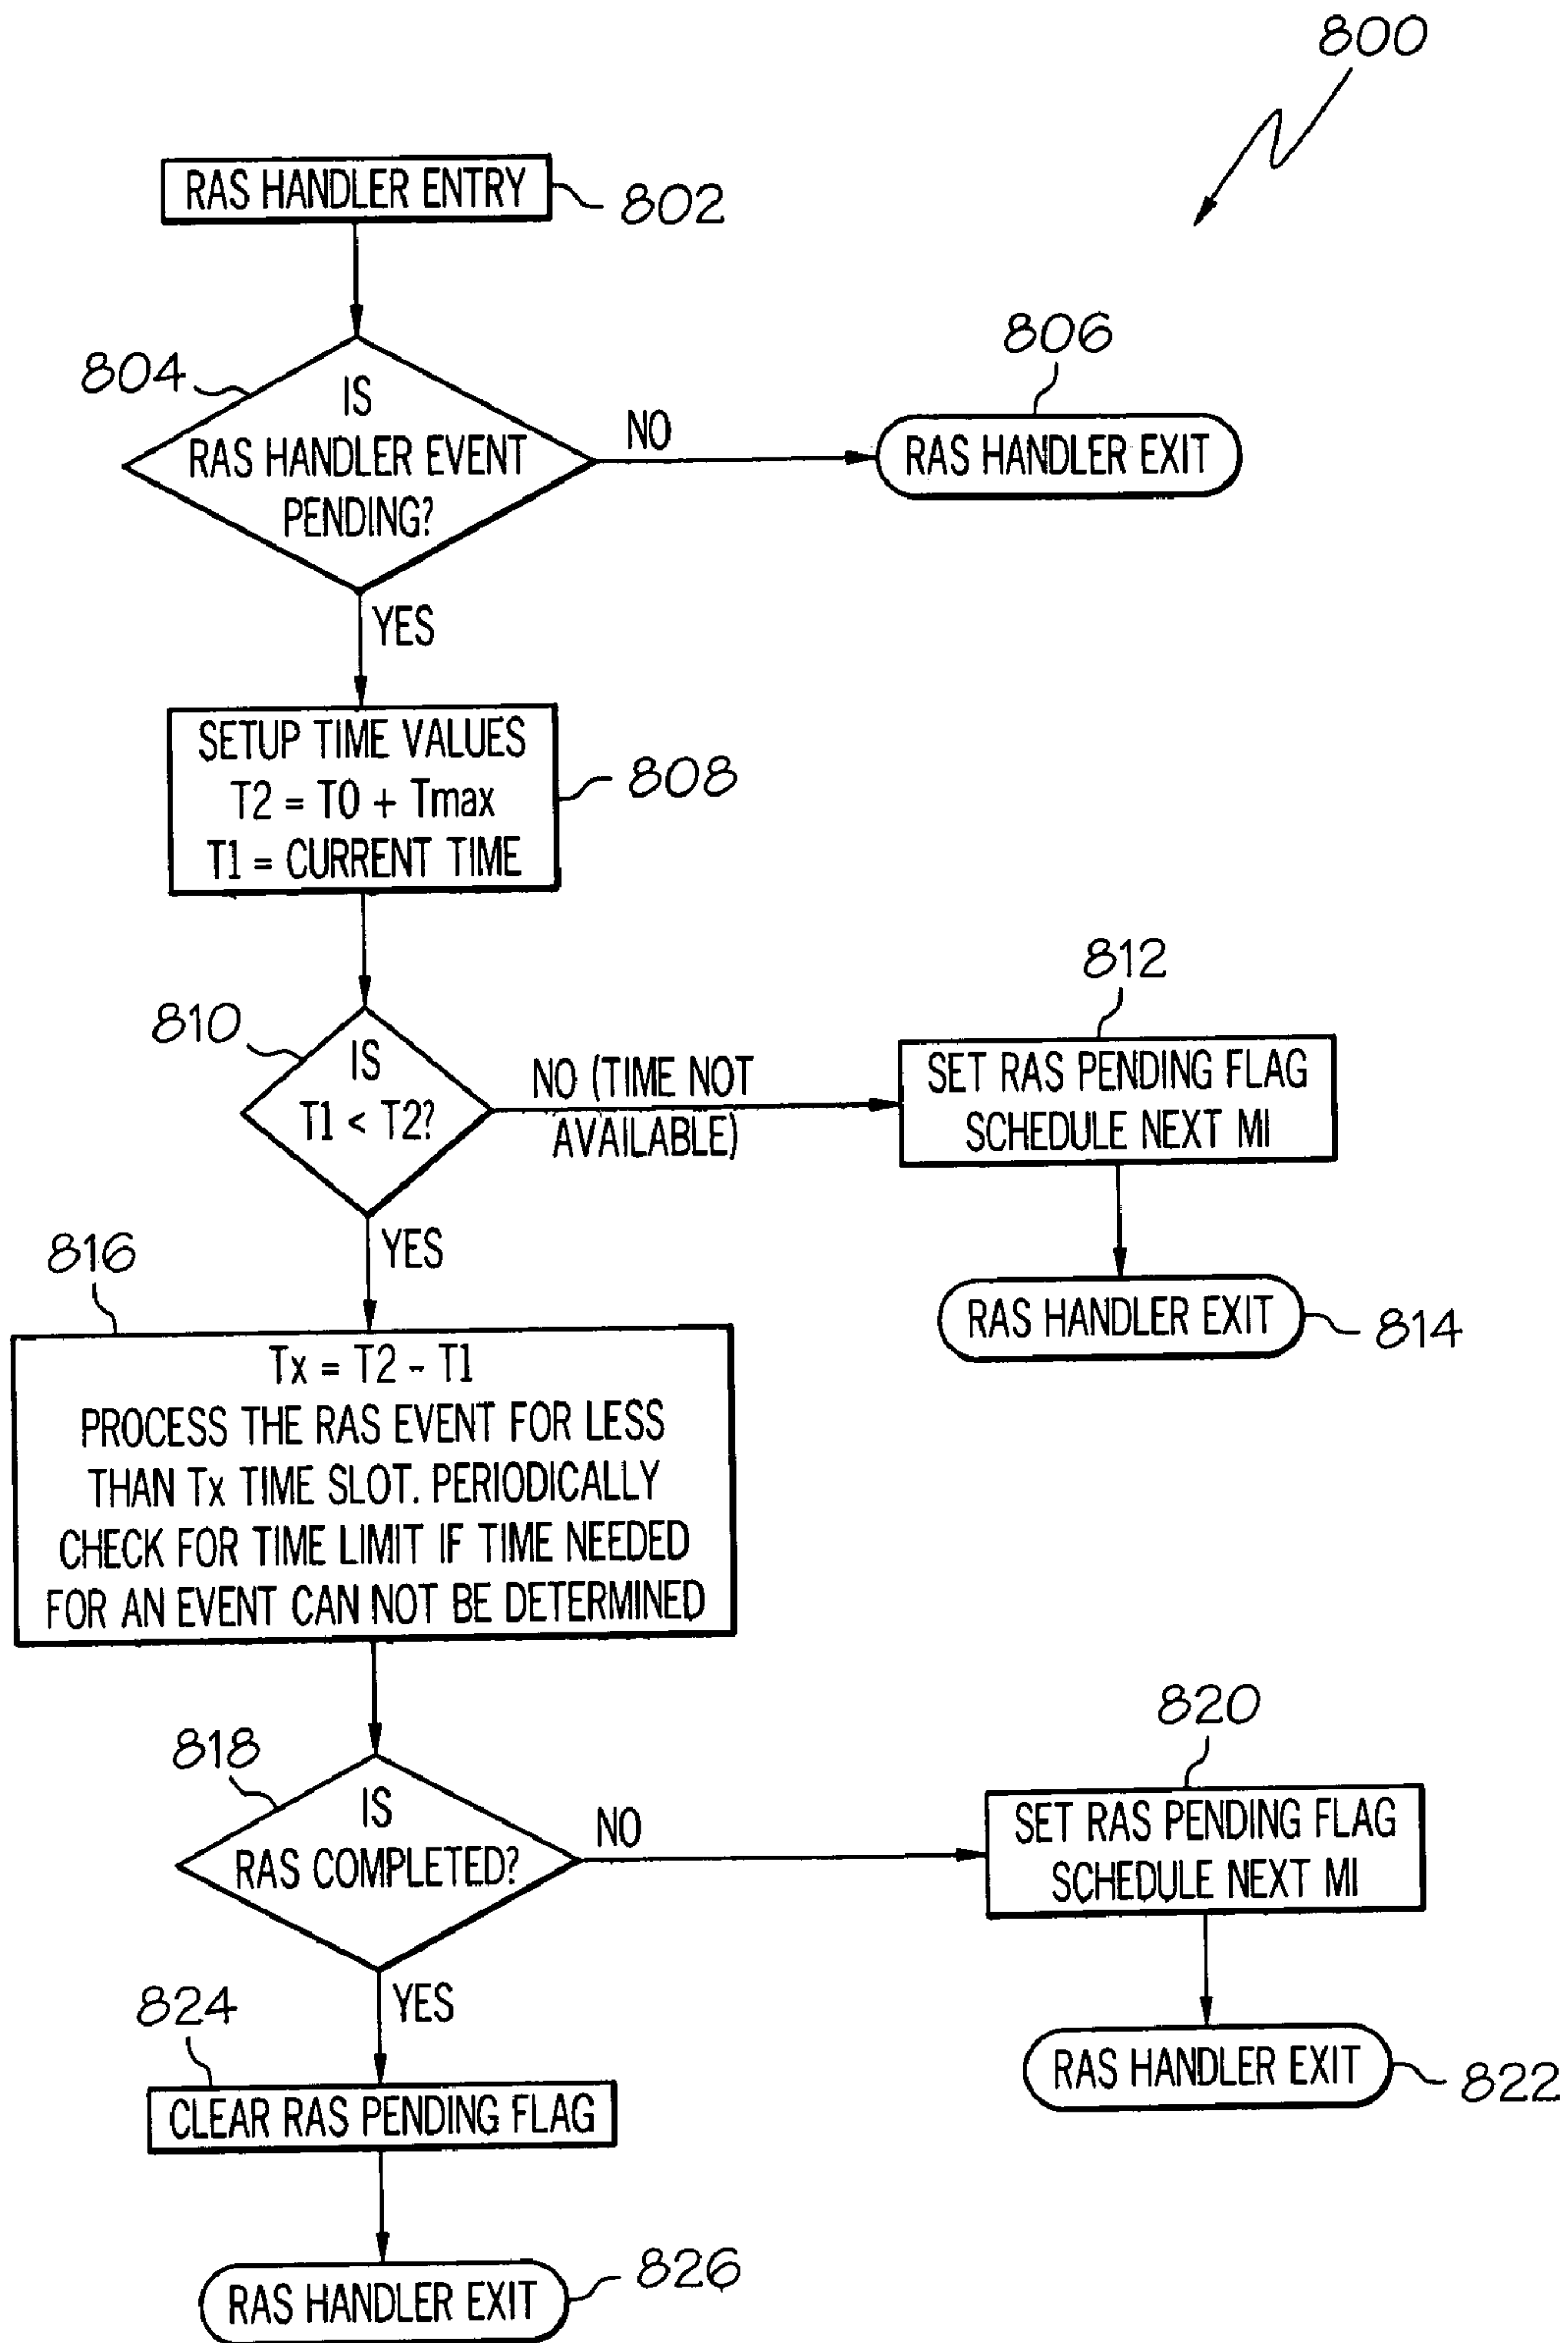 800
RAS HANDLER ENTRY
802
804
IS
RAS HANDLER EVENT
PENDING?
NO
806
RAS HANDLER EXIT
YES
SETUP TIME VALUES
T2 = T0 + Tmax
T1 = CURRENT TIME
808
810
IS
T1 < T2?
NO (TIME NOT
AVAILABLE)
812
SET RAS PENDING FLAG
SCHEDULE NEXT MI
RAS HANDLER EXIT
814
YES
816
Tx = T2 - T1
PROCESS THE RAS EVENT FOR LESS
THAN Tx TIME SLOT. PERIODICALLY
CHECK FOR TIME LIMIT IF TIME NEEDED
FOR AN EVENT CAN NOT BE DETERMINED
818
IS
RAS COMPLETED?
NO
820
SET RAS PENDING FLAG
SCHEDULE NEXT MI
RAS HANDLER EXIT
822
YES
824
CLEAR RAS PENDING FLAG
RAS HANDLER EXIT
826